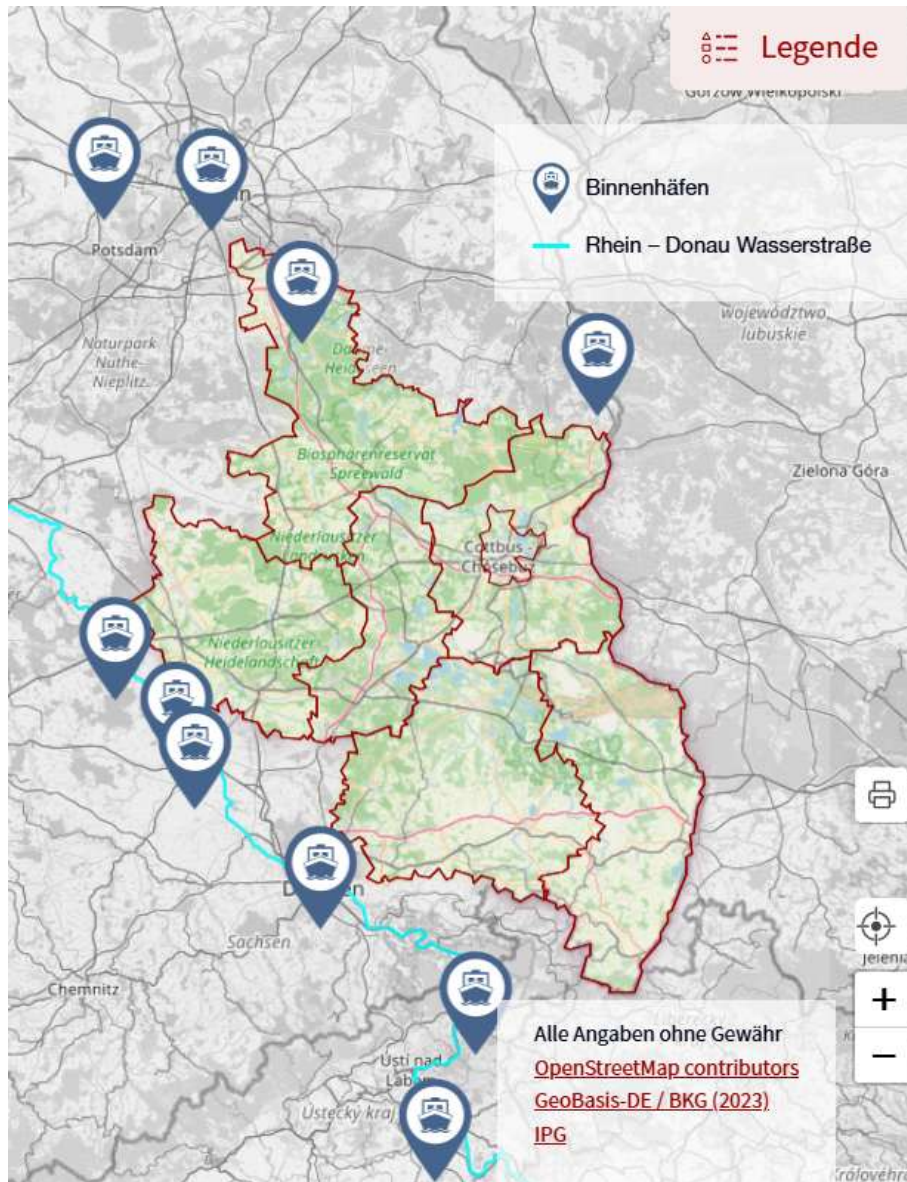 Legende
Gorzów Wielkopolski
Binnenhäfen
Potsdam
Rhein – Donau Wasserstraße
województwo
lubuskie
Naturpark
Nuthe-
Nieplitz
Zielona Góra
Biosphärenreservat
Spreewald
Niederlausitzer
Cottbus -
Chóśebuz
Niederlausitzer
Heidelandschaft
Sachsen
Jelenia
Chemnitz
+
−
Alle Angaben ohne Gewähr
Ústí nad
OpenStreetMap contributors
GeoBasis-DE / BKG (2023)
Ústecký kraj
IPG